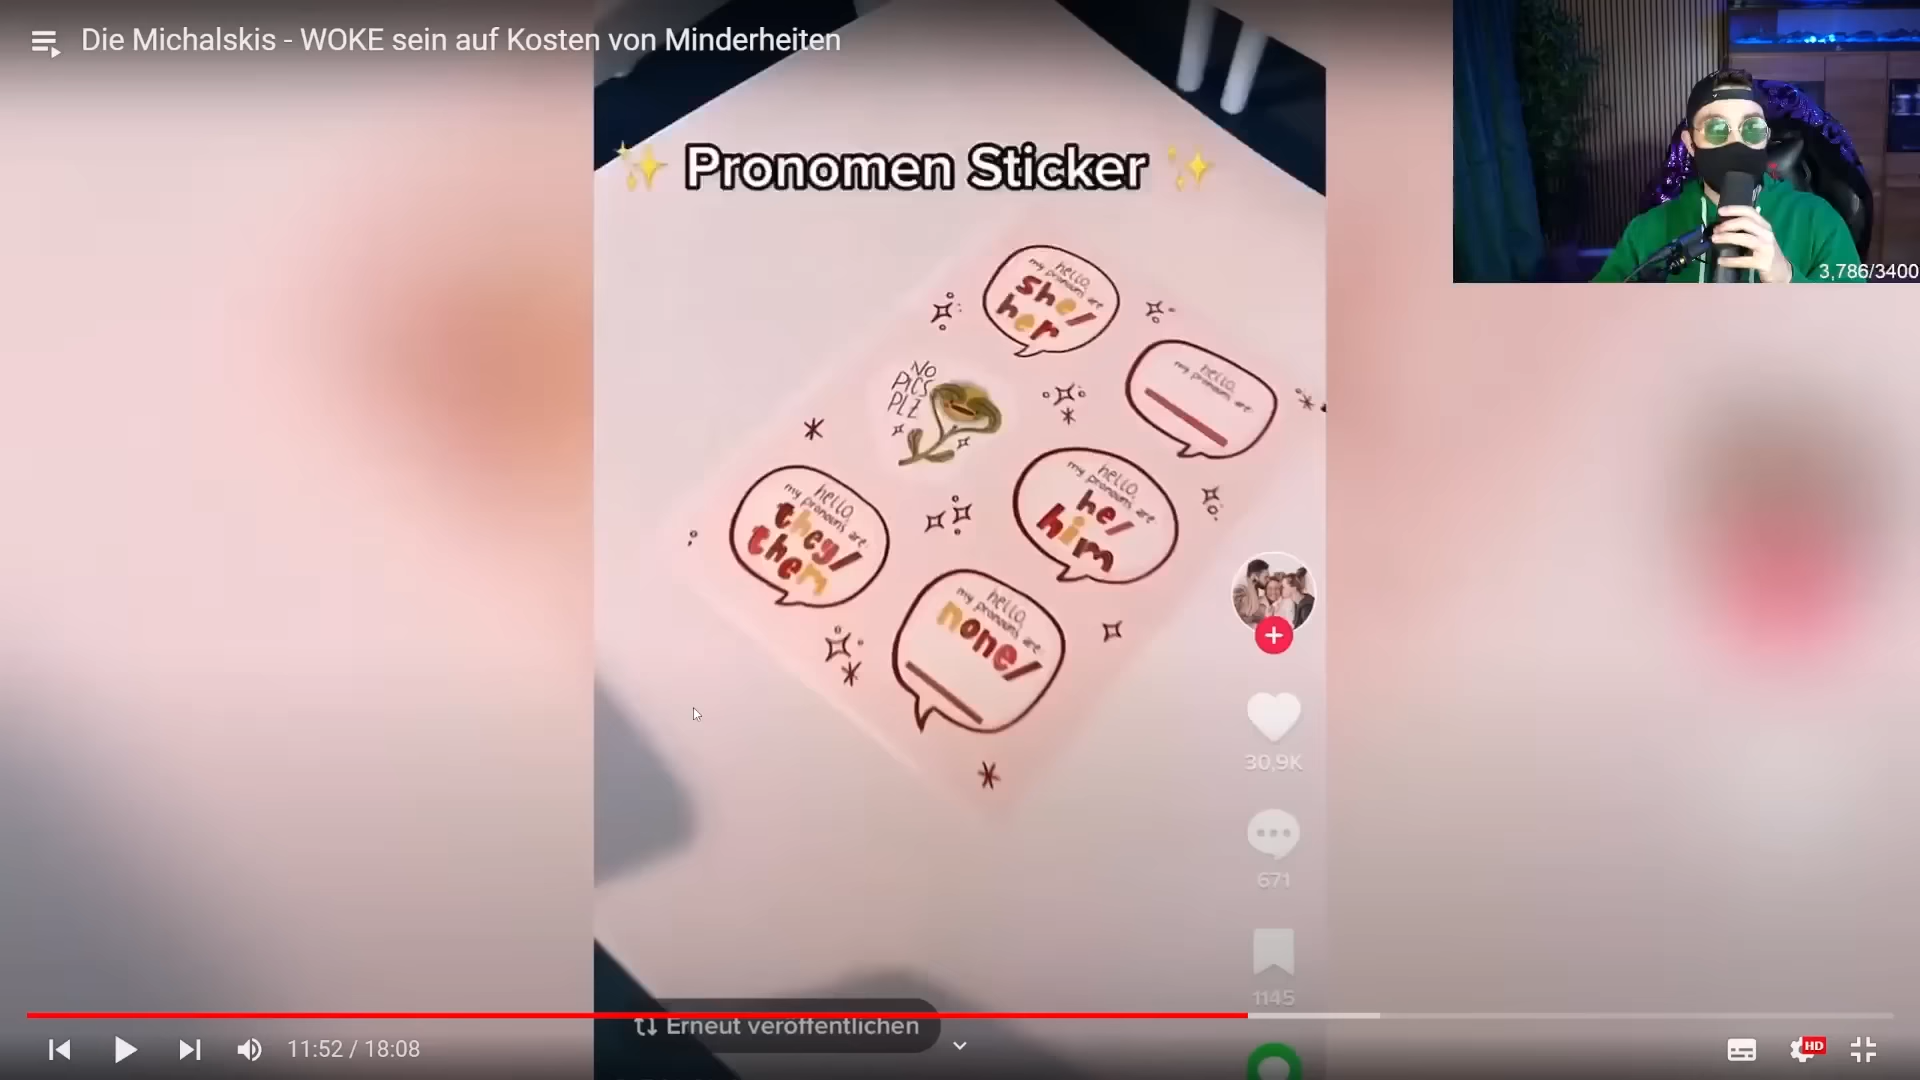 Die Michalskis - WOKE sein auf Kosten von Minderheiten
3,786/3400
✨ Pronomen Sticker ✨
hello,
my pronouns are
she/
her
hello,
my pronouns are
NO
PICS
PLZ
hello,
my pronouns are
he/
him
hello,
my pronouns are
they/
them
hello,
my pronouns are
none/
30,9K
671
1145
Erneut veröffentlichen
11:52 / 18:08
HD